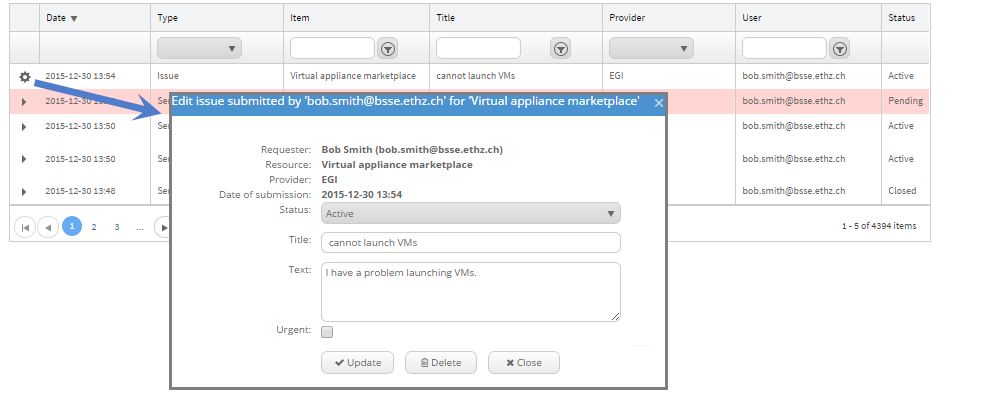 Date ▼ Type Item Title Provider User Status
2015-12-30 13:54 Issue Virtual appliance marketplace cannot launch VMs EGI bob.smith@bsse.ethz.ch Active
2015-12-30 bob.smith@bsse.ethz.ch Pending
2015-12-30 13:50 bob.smith@bsse.ethz.ch Active
2015-12-30 13:50 bob.smith@bsse.ethz.ch Active
2015-12-30 13:48 bob.smith@bsse.ethz.ch Closed
1 2 3 ... 1 - 5 of 4394 items
Edit issue submitted by 'bob.smith@bsse.ethz.ch' for 'Virtual appliance marketplace'
Requester: Bob Smith (bob.smith@bsse.ethz.ch)
Resource: Virtual appliance marketplace
Provider: EGI
Date of submission: 2015-12-30 13:54
Status: Active
Title: cannot launch VMs
Text: I have a problem launching VMs.
Urgent:
Update Delete Close